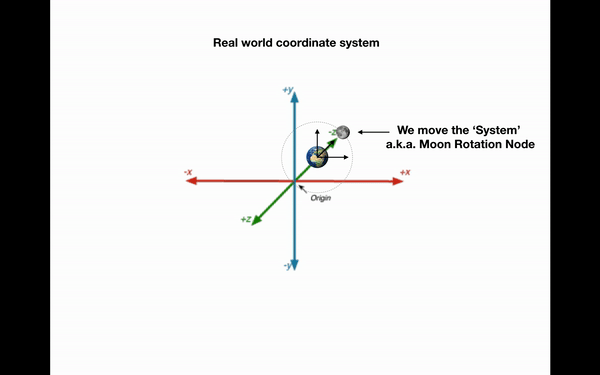 Real world coordinate system
+y
-z
We move the ‘System’
a.k.a. Moon Rotation Node
-x
+x
Origin
+z
-y